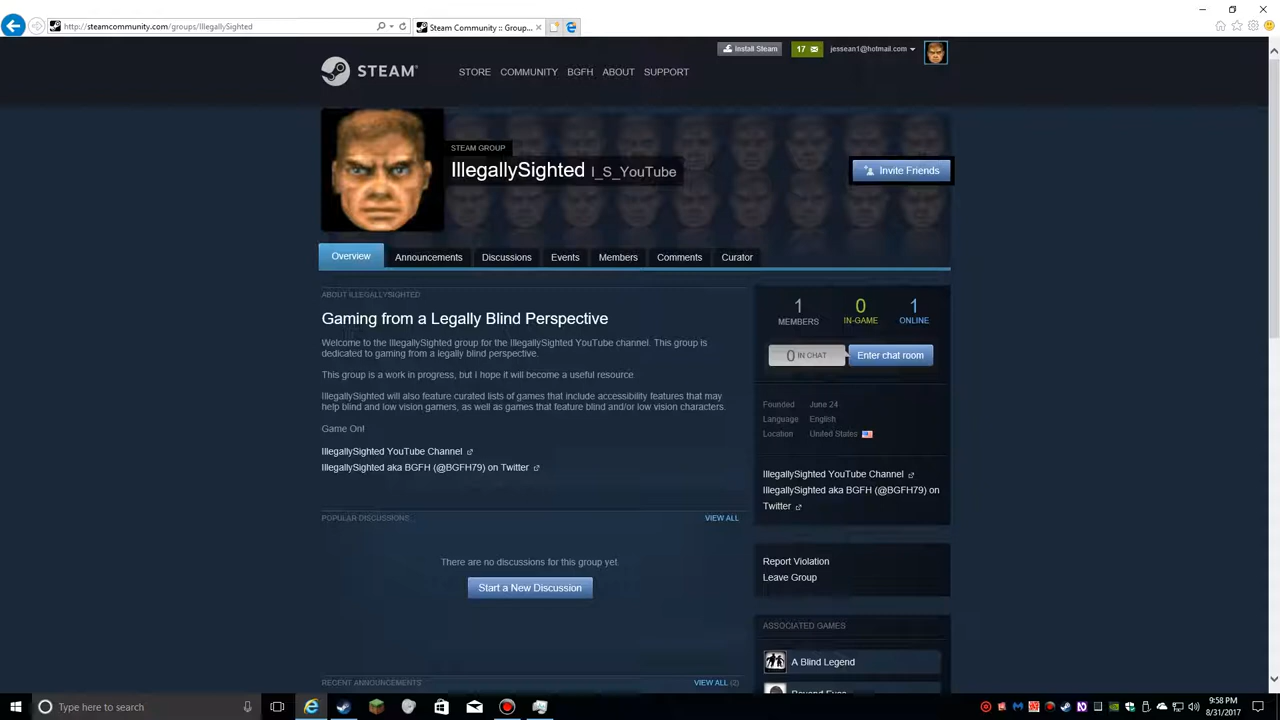 http://steamcommunity.com/groups/IllegallySighted
Steam Community :: Group...
Install Steam
17
jessean1@hotmail.com
STEAM
STORE
COMMUNITY
BGFH
ABOUT
SUPPORT
STEAM GROUP
IllegallySighted I_S_YouTube
Invite Friends
Overview
Announcements
Discussions
Events
Members
Comments
Curator
ABOUT ILLEGALLYSIGHTED
Gaming from a Legally Blind Perspective
Welcome to the IllegallySighted group for the IllegallySighted YouTube channel. This group is
dedicated to gaming from a legally blind perspective.
This group is a work in progress, but I hope it will become a useful resource.
IllegallySighted will also feature curated lists of games that include accessibility features that may
help blind and low vision gamers, as well as games that feature blind and/or low vision characters.
Game On!
IllegallySighted YouTube Channel
IllegallySighted aka BGFH (@BGFH79) on Twitter
1
MEMBERS
0
IN-GAME
1
ONLINE
0 IN CHAT
Enter chat room
Founded June 24
Language English
Location United States
IllegallySighted YouTube Channel
IllegallySighted aka BGFH (@BGFH79) on
Twitter
POPULAR DISCUSSIONS
VIEW ALL
There are no discussions for this group yet.
Start a New Discussion
Report Violation
Leave Group
ASSOCIATED GAMES
A Blind Legend
Beyond Eyes
RECENT ANNOUNCEMENTS
VIEW ALL (2)
Type here to search
9:58 PM
8/31/2017